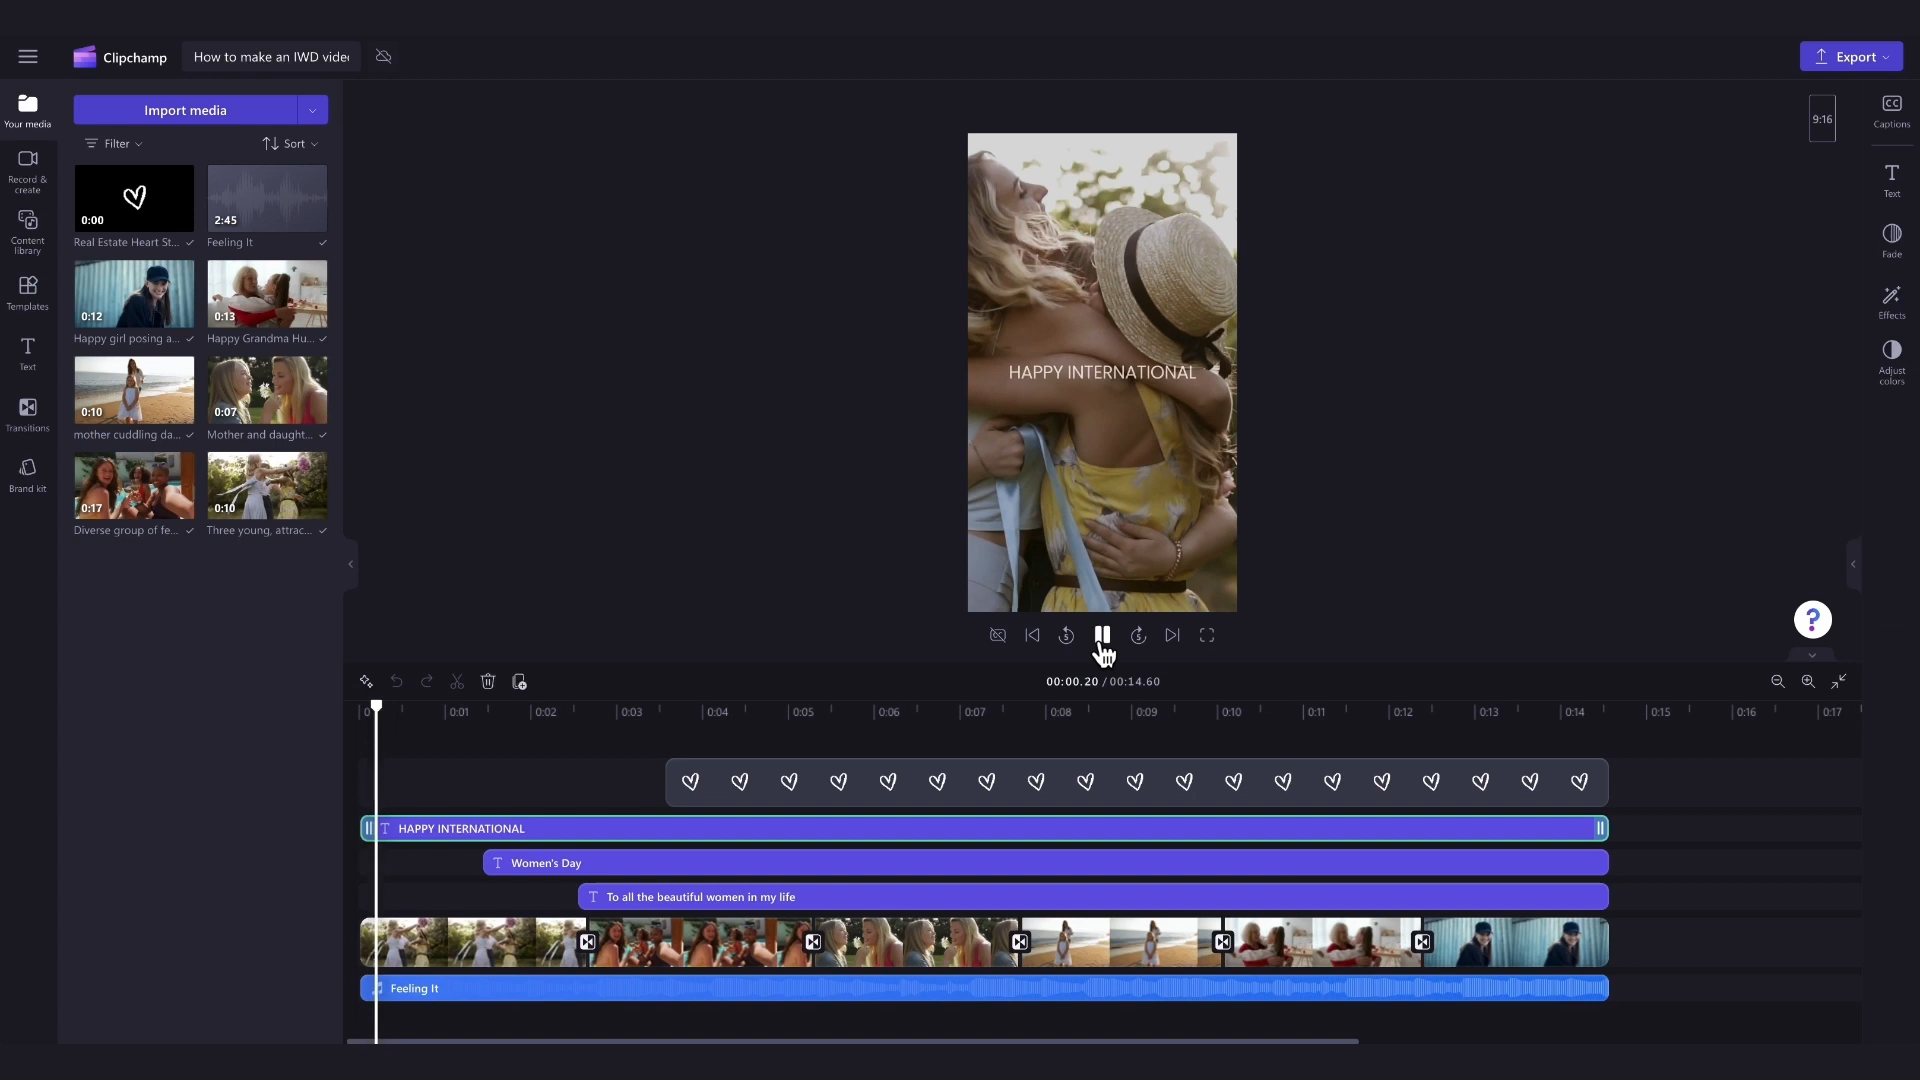 Clipchamp
How to make an IWD vide
Export
Your media
Record &
create
Content
library
Templates
Text
Transitions
Brand kit
Import media
Filter
Sort
0:00
2:45
Real Estate Heart St...
Feeling It
0:12
0:13
Happy girl posing a...
Happy Grandma Hu...
0:10
0:07
mother cuddling da...
Mother and daught...
0:17
0:10
Diverse group of fe...
Three young, attrac...
HAPPY INTERNATIONAL
9:16
CC
Captions
Text
Fade
Effects
Adjust
colors
?
5
5
00:00.20 / 00:14.60
0
0:01
0:02
0:03
0:04
0:05
0:06
0:07
0:08
0:09
0:10
0:11
0:12
0:13
0:14
0:15
0:16
0:17
T HAPPY INTERNATIONAL
T Women's Day
T To all the beautiful women in my life
Feeling It